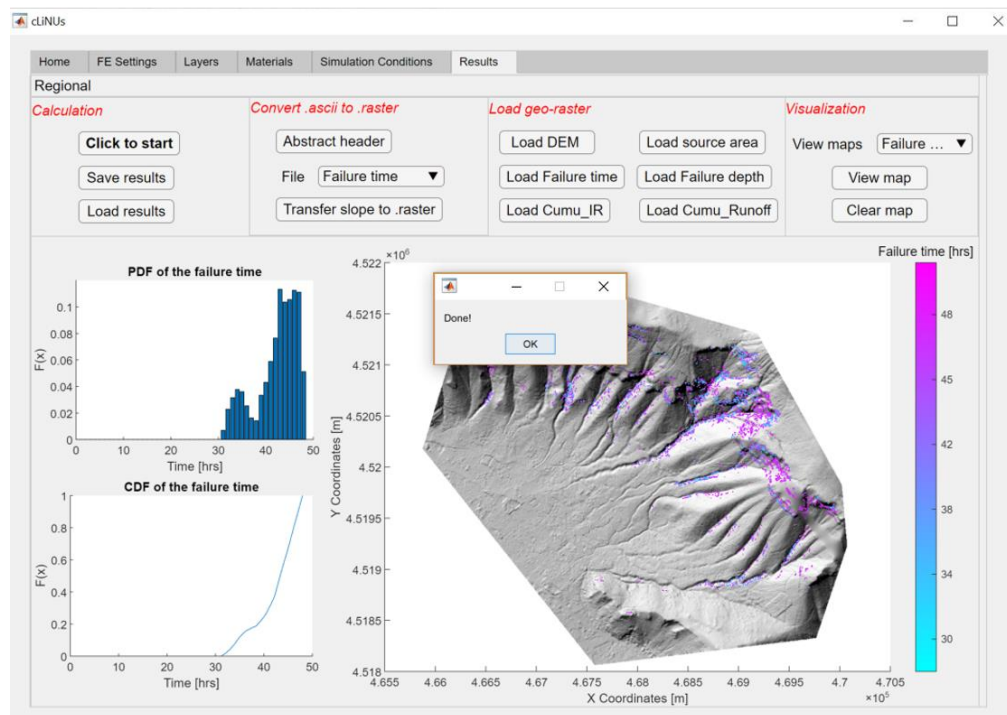 cLiNUs
Home FE Settings Layers Materials Simulation Conditions Results
Regional
Calculation Convert .ascii to .raster Load geo-raster Visualization
Click to start Abstract header Load DEM Load source area View maps Failure ...
Save results File Failure time Load Failure time Load Failure depth View map
Load results Transfer slope to .raster Load Cumu_IR Load Cumu_Runoff Clear map
PDF of the failure time
F(x)
0.1
0.08
0.06
0.04
0.02
0
0 10 20 30 40 50
Time [hrs]
CDF of the failure time
F(x)
1
0.8
0.6
0.4
0.2
0
0 10 20 30 40 50
Time [hrs]
×10⁶
Y Coordinates [m]
4.522
4.5215
4.521
4.5205
4.52
4.5195
4.519
4.5185
4.518
4.655 4.66 4.665 4.67 4.675 4.68 4.685 4.69 4.695 4.7 4.705
X Coordinates [m]
×10⁵
Done!
OK
Failure time [hrs]
48
45
42
38
34
30